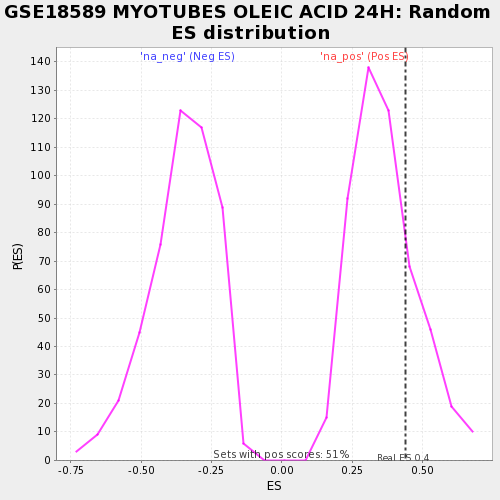 GSE18589 MYOTUBES OLEIC ACID 24H: Random
ES distribution
'na_neg' (Neg ES)
'na_pos' (Pos ES)
140
130
120
110
100
90
80
70
60
50
40
30
20
10
0
P(ES)
Sets with pos scores: 51%
Real ES 0.4
-0.75
-0.50
-0.25
0.00
0.25
0.50
ES